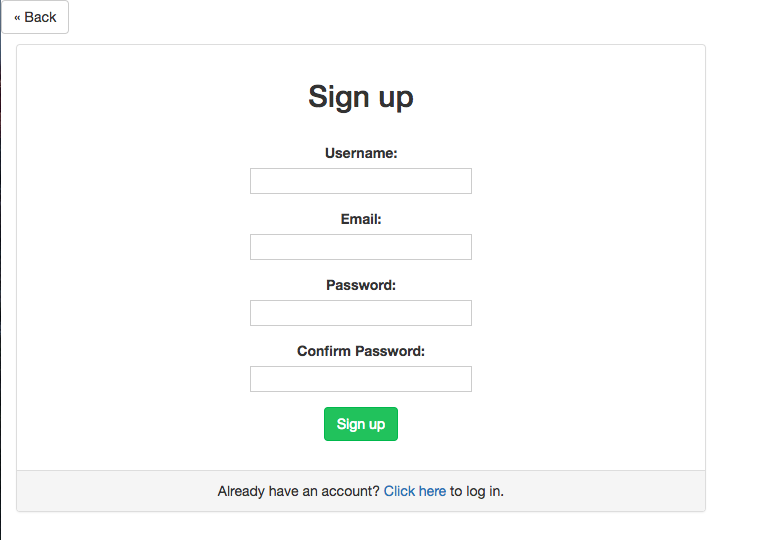 « Back
Sign up
Username:
Email:
Password:
Confirm Password:
Sign up
Already have an account? Click here to log in.